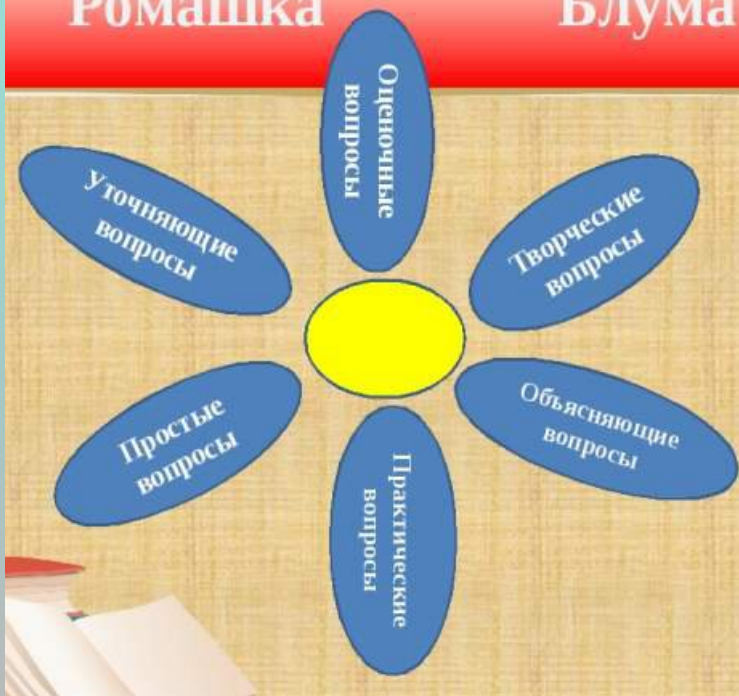 Ромашка Блума
Оценочные
вопросы
Уточняющие
вопросы
Творческие
вопросы
Простые
вопросы
Объясняющие
вопросы
Практические
вопросы